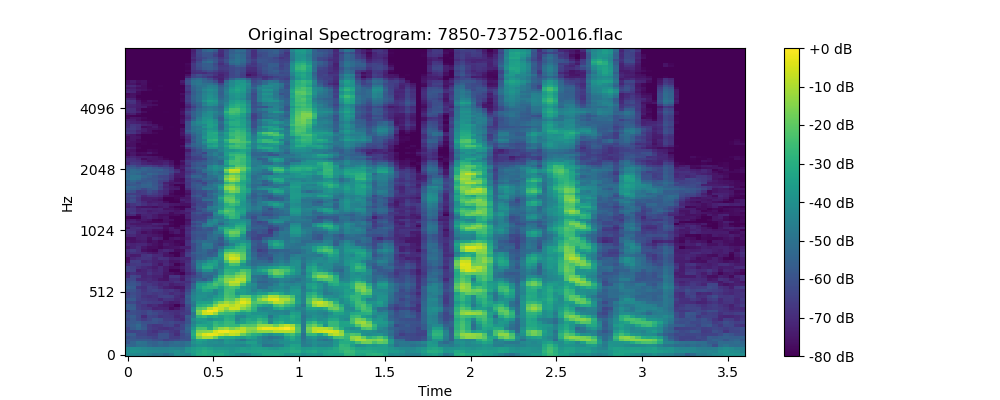 Original Spectrogram: 7850-73752-0016.flac
Hz
4096
2048
1024
512
0
0 0.5 1 1.5 2 2.5 3 3.5
Time
+0 dB
-10 dB
-20 dB
-30 dB
-40 dB
-50 dB
-60 dB
-70 dB
-80 dB